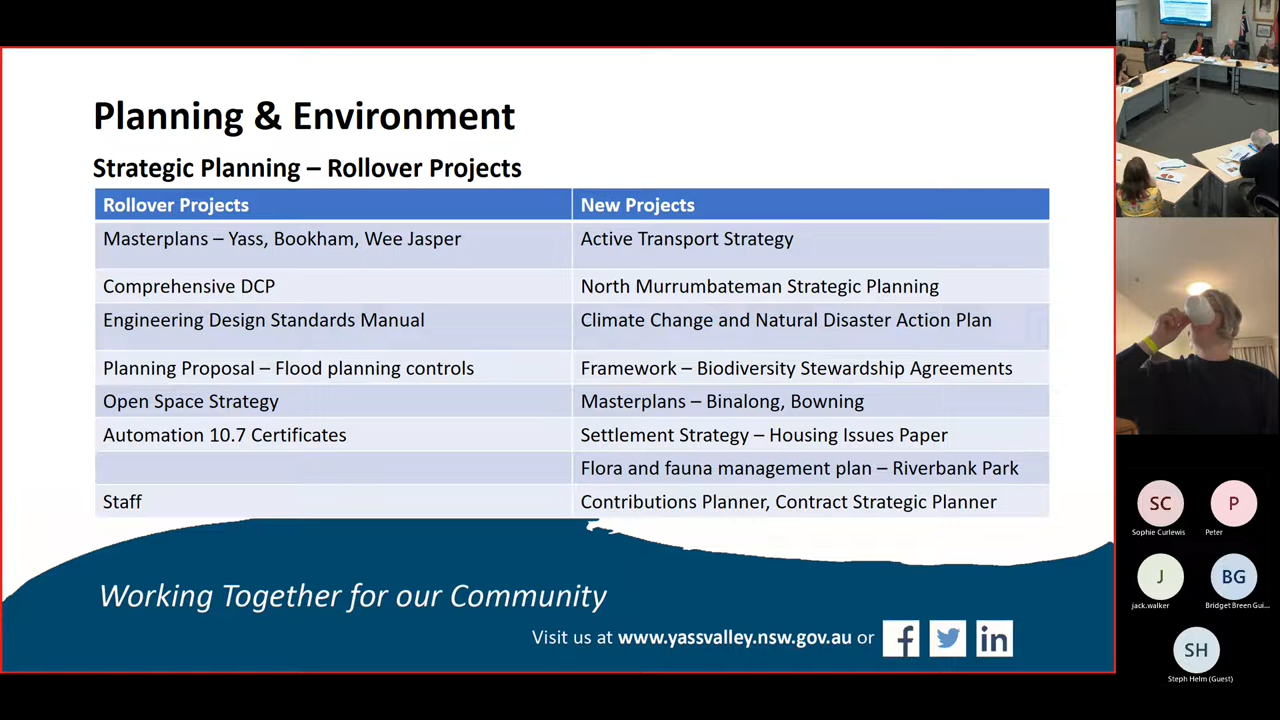 Planning & Environment
Strategic Planning – Rollover Projects
Rollover Projects
New Projects
Masterplans – Yass, Bookham, Wee Jasper
Active Transport Strategy
Comprehensive DCP
North Murrumbateman Strategic Planning
Engineering Design Standards Manual
Climate Change and Natural Disaster Action Plan
Planning Proposal – Flood planning controls
Framework – Biodiversity Stewardship Agreements
Open Space Strategy
Masterplans – Binalong, Bowning
Automation 10.7 Certificates
Settlement Strategy – Housing Issues Paper
Flora and fauna management plan – Riverbank Park
Staff
Contributions Planner, Contract Strategic Planner
Working Together for our Community
Visit us at www.yassvalley.nsw.gov.au or
SC
P
Sophie Curlewis
Peter
J
BG
jack.walker
Bridget Breen Gui...
SH
Steph Helm (Guest)